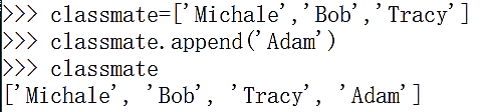 >>> classmate=['Michale','Bob','Tracy']
>>> classmate.append('Adam')
>>> classmate
['Michale', 'Bob', 'Tracy', 'Adam']